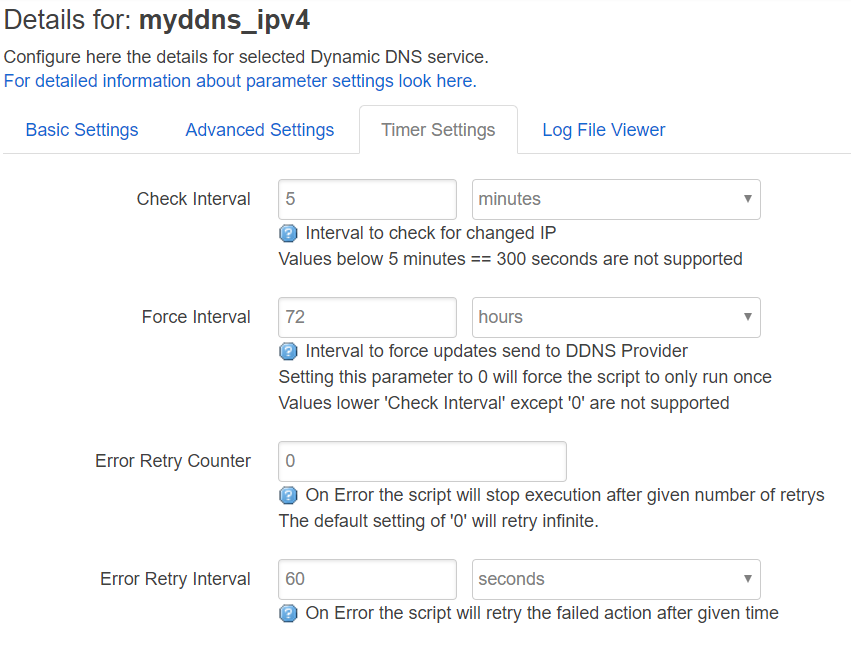 Details for: myddns_ipv4
Configure here the details for selected Dynamic DNS service.
For detailed information about parameter settings look here.
Basic Settings Advanced Settings Timer Settings Log File Viewer
Check Interval 5 minutes
Interval to check for changed IP
Values below 5 minutes == 300 seconds are not supported
Force Interval 72 hours
Interval to force updates send to DDNS Provider
Setting this parameter to 0 will force the script to only run once
Values lower 'Check Interval' except '0' are not supported
Error Retry Counter 0
On Error the script will stop execution after given number of retrys
The default setting of '0' will retry infinite.
Error Retry Interval 60 seconds
On Error the script will retry the failed action after given time